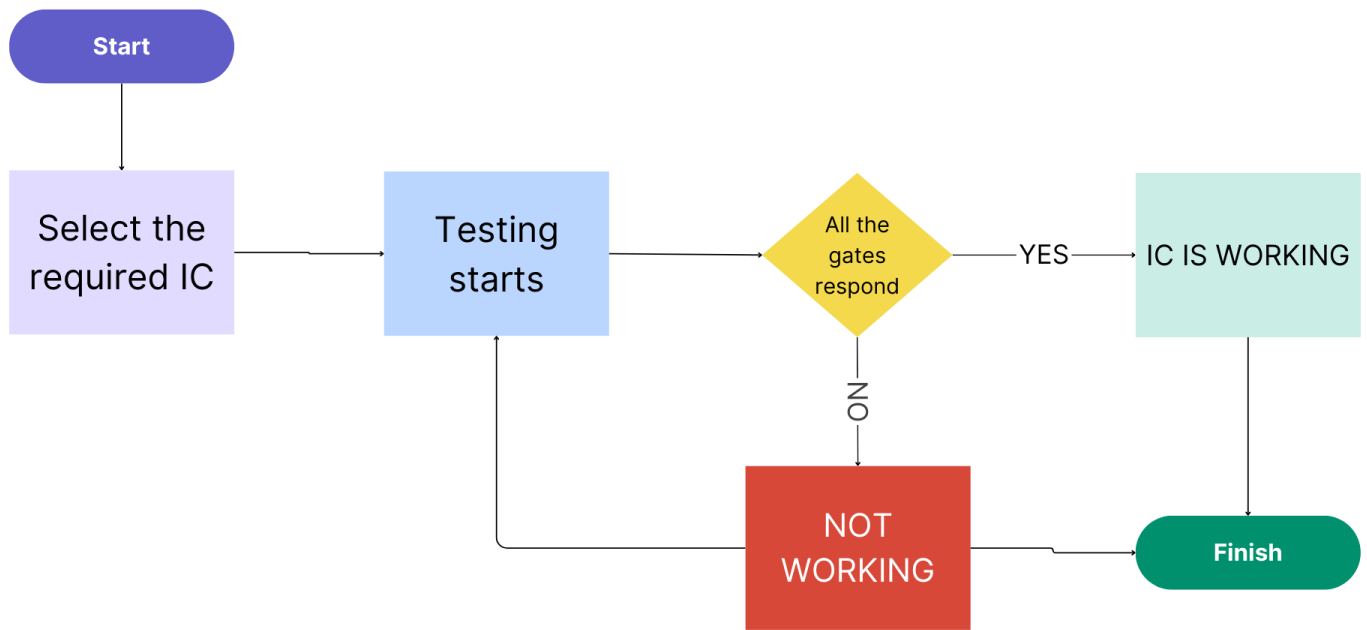 Start
Select the
required IC
Testing
starts
All the
gates
respond
YES
IC IS WORKING
NO
NOT
WORKING
Finish